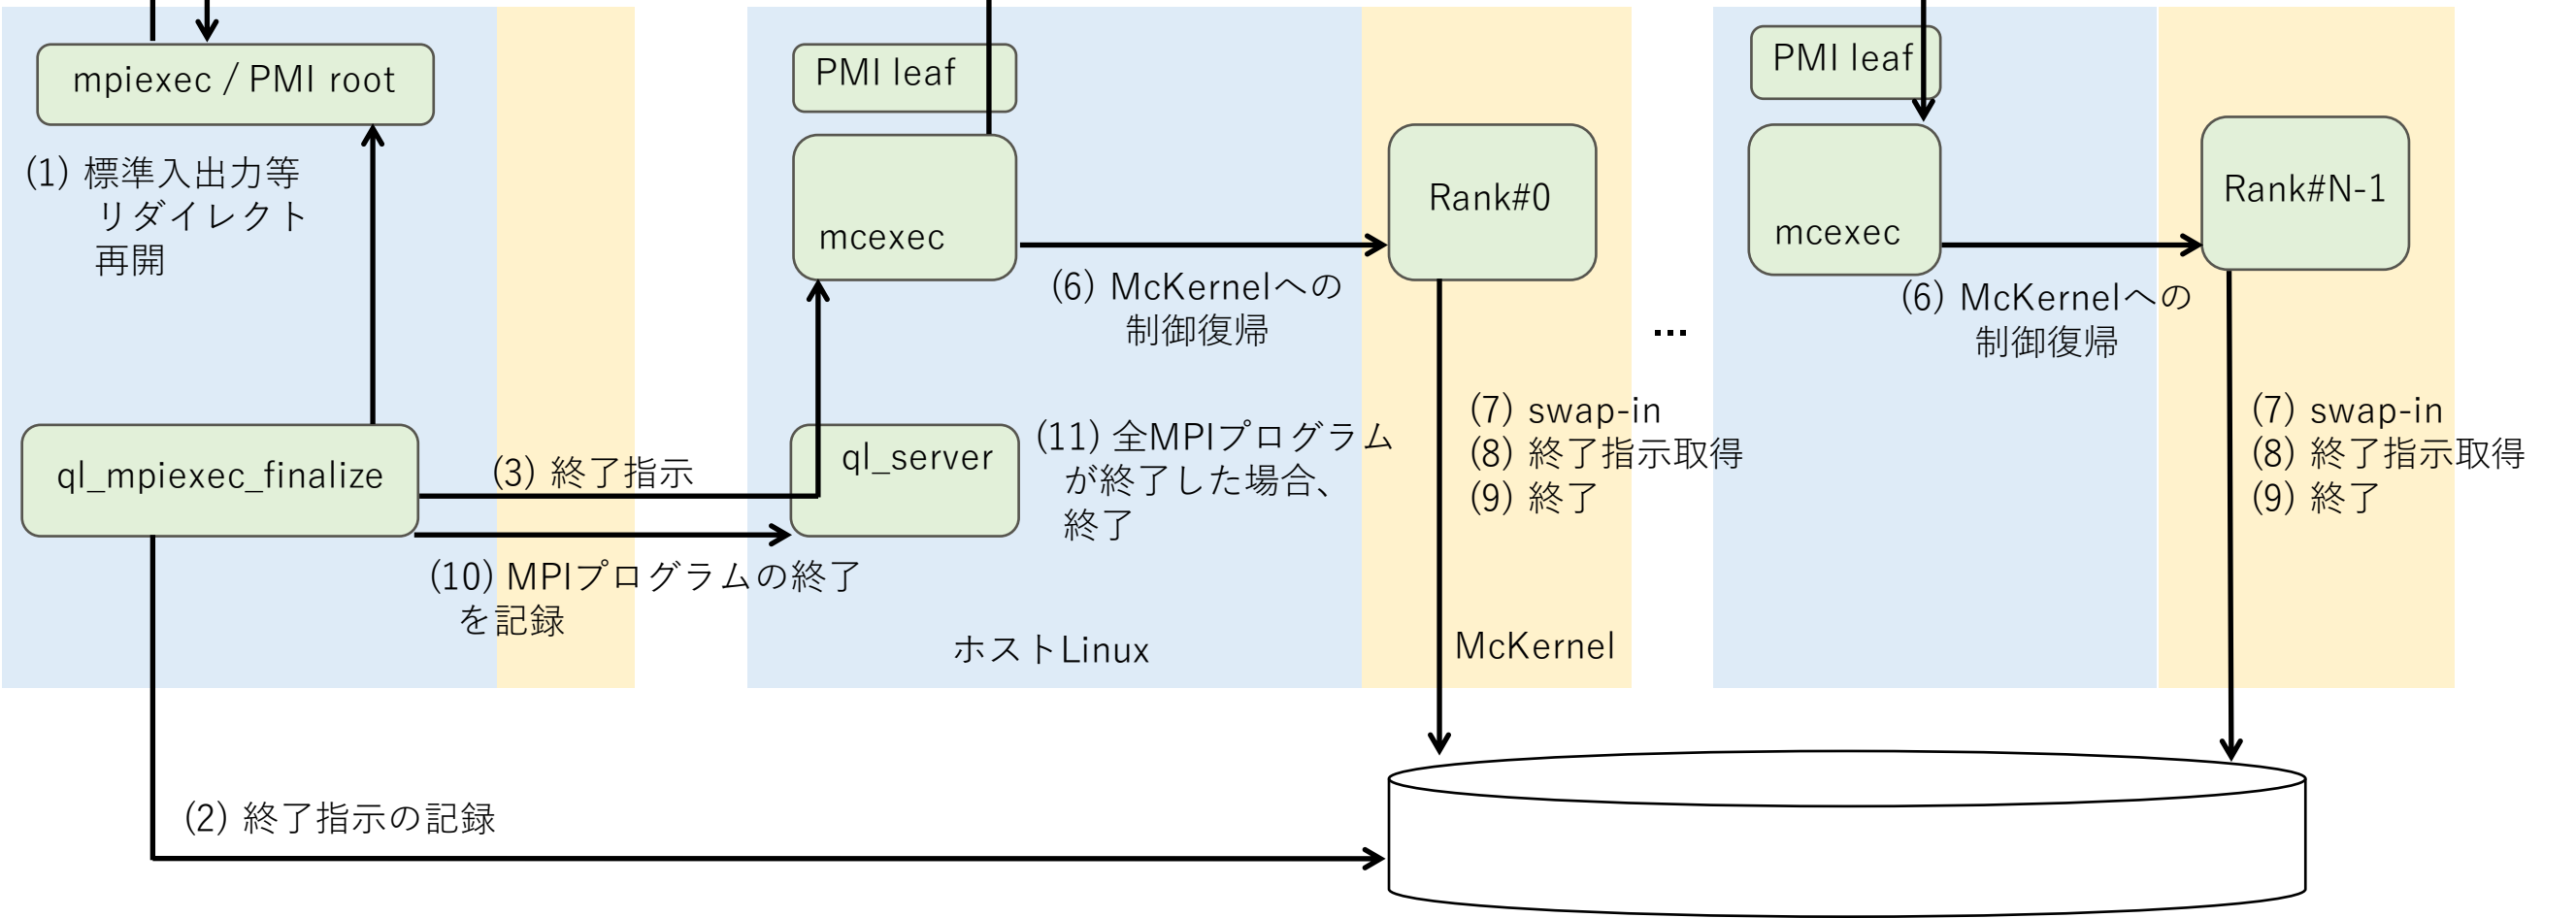 mpiexec / PMI root
(1) 標準入出力等
リダイレクト
再開
ql_mpiexec_finalize
(3) 終了指示
(10) MPIプログラムの終了
を記録
(2) 終了指示の記録
PMI leaf
mcexec
ql_server
(6) McKernelへの
制御復帰
(11) 全MPIプログラム
が終了した場合、
終了
ホストLinux
Rank#0
(7) swap-in
(8) 終了指示取得
(9) 終了
McKernel
...
PMI leaf
mcexec
(6) McKernelへの
制御復帰
Rank#N-1
(7) swap-in
(8) 終了指示取得
(9) 終了